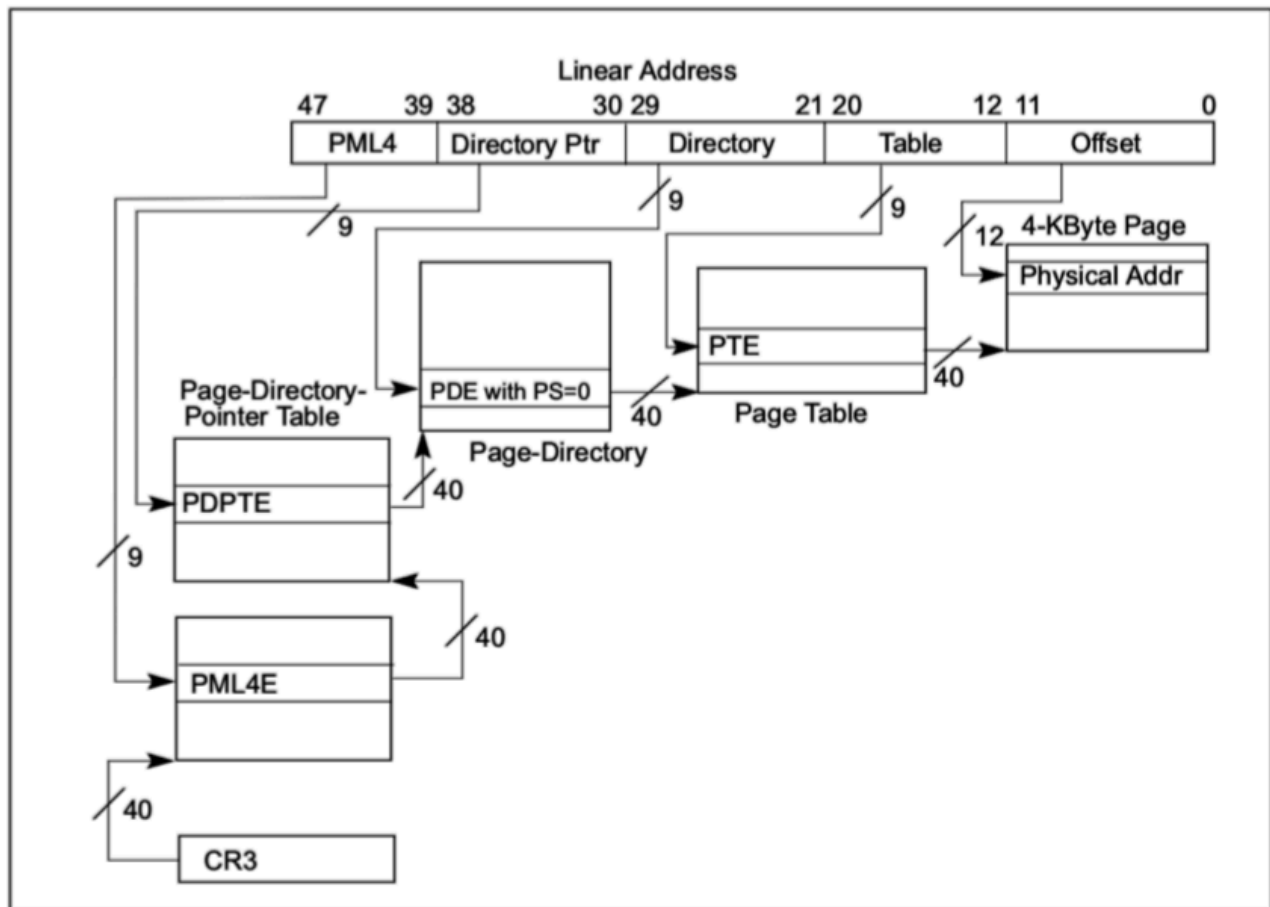 Linear Address
47 39 38 30 29 21 20 12 11 0
PML4 Directory Ptr Directory Table Offset
9
9
9
12
4-KByte Page
Physical Addr
PTE
40
Page-Directory-
Pointer Table
PDE with PS=0
40
Page Table
Page-Directory
PDPTE
40
9
40
PML4E
40
CR3